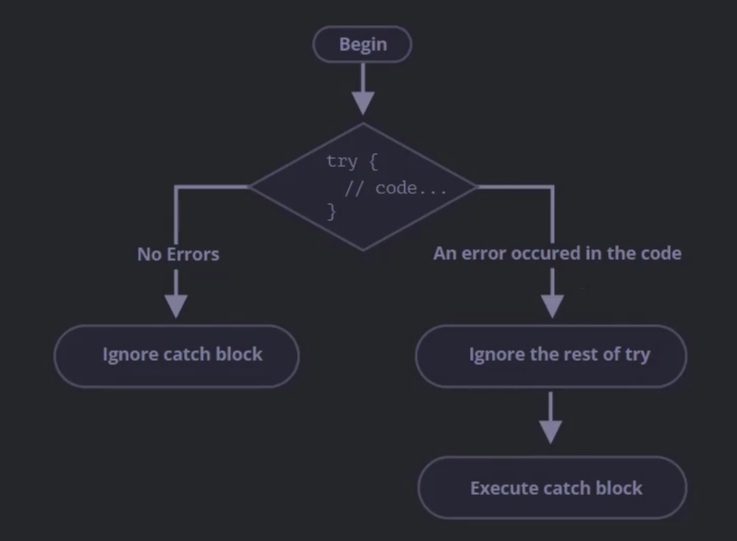 Begin
try {
// code...
}
No Errors
An error occured in the code
Ignore catch block
Ignore the rest of try
Execute catch block